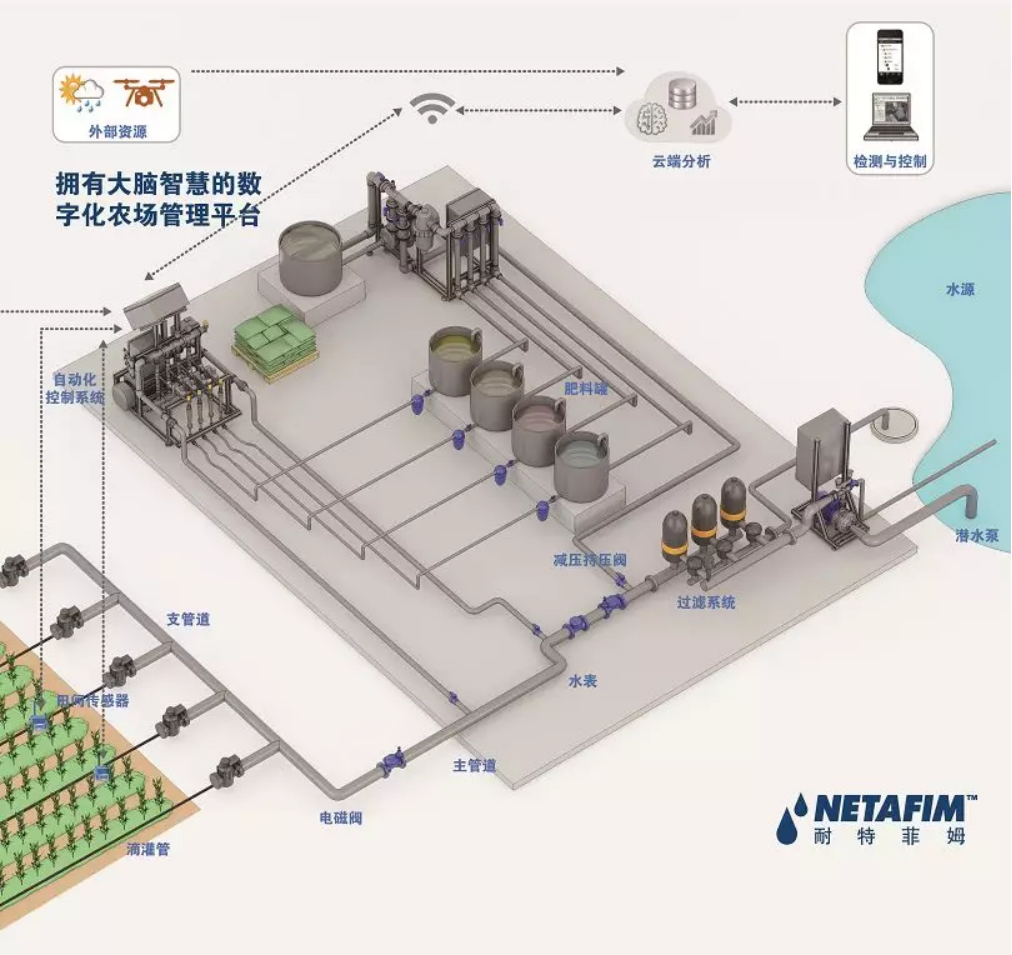 外部资源
云端分析
检测与控制
拥有大脑智慧的数
字化农场管理平台
水源
自动化
控制系统
肥料罐
潜水泵
减压持压阀
过滤系统
支管道
水表
田间传感器
主管道
电磁阀
滴灌管
NETAFIM™
耐特菲姆